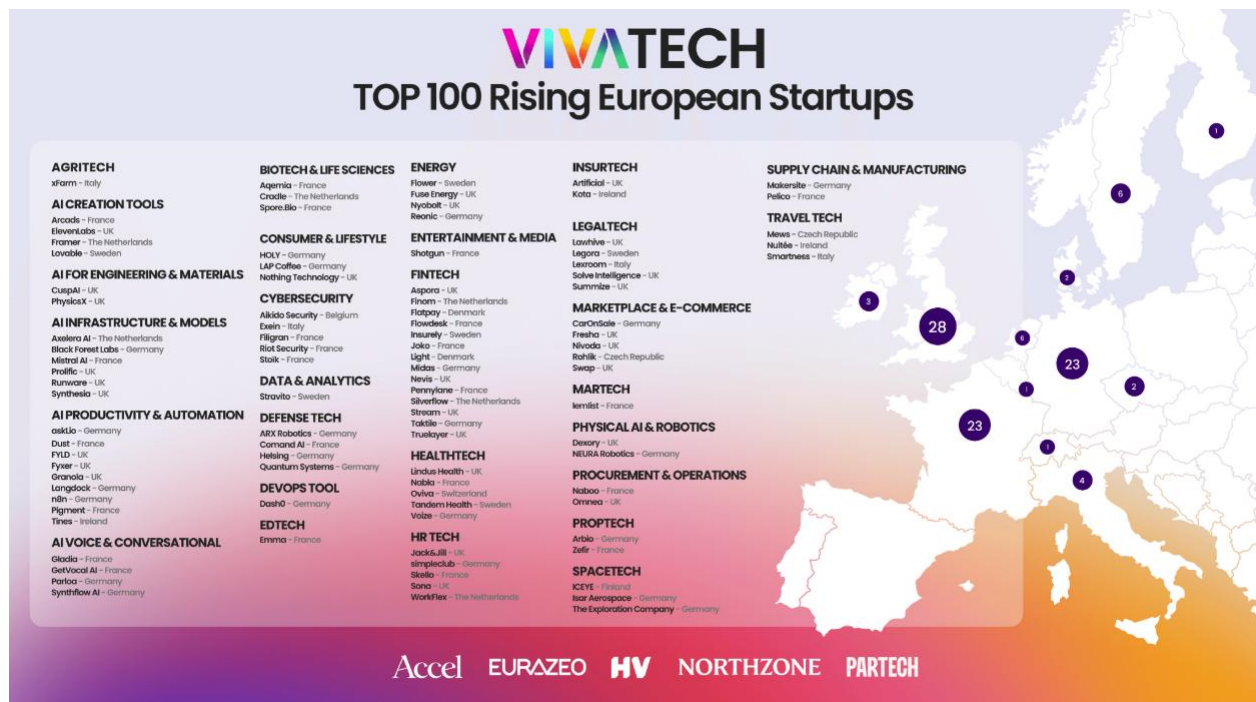 VIVATECH
TOP 100 Rising European Startups
AGRITECH
xFarm - Italy
AI CREATION TOOLS
Arcads - France
ElevenLabs - UK
Framer - The Netherlands
Lovable - Sweden
AI FOR ENGINEERING & MATERIALS
CuspAI - UK
PhysicsX - UK
AI INFRASTRUCTURE & MODELS
Axelera AI - The Netherlands
Black Forest Labs - Germany
Mistral AI - France
Prolific - UK
Runware - UK
Synthesia - UK
AI PRODUCTIVITY & AUTOMATION
askLio - Germany
Dust - France
FYLD - UK
Fyxer - UK
Granola - UK
Langdock - Germany
n8n - Germany
Pigment - France
Tines - Ireland
AI VOICE & CONVERSATIONAL
Gladia - France
GetVocal AI - France
Parloa - Germany
Synthflow AI - Germany
BIOTECH & LIFE SCIENCES
Aqemia - France
Cradle - The Netherlands
Spore.Bio - France
CONSUMER & LIFESTYLE
HOLY - Germany
LAP Coffee - Germany
Nothing Technology - UK
CYBERSECURITY
Aikido Security - Belgium
Exein - Italy
Filigran - France
Riot Security - France
Stoik - France
DATA & ANALYTICS
Stravito - Sweden
DEFENSE TECH
ARX Robotics - Germany
Comand AI - France
Helsing - Germany
Quantum Systems - Germany
DEVOPS TOOL
Dash0 - Germany
EDTECH
Emma - France
ENERGY
Flower - Sweden
Fuse Energy - UK
Nyobolt - UK
Reonic - Germany
ENTERTAINMENT & MEDIA
Shotgun - France
FINTECH
Aspora - UK
Finom - The Netherlands
Flatpay - Denmark
Flowdesk - France
Insurely - Sweden
Joko - France
Light - Denmark
Midas - Germany
Nevis - UK
Pennylane - France
Silverflow - The Netherlands
Stream - UK
Taktile - Germany
Truelayer - UK
HEALTHTECH
Lindus Health - UK
Nabla - France
Oviva - Switzerland
Tandem Health - Sweden
Voize - Germany
HR TECH
Jack&Jill - UK
simpleclub - Germany
Skello - France
Sona - UK
WorkFlex - The Netherlands
INSURTECH
Artificial - UK
Kota - Ireland
LEGALTECH
Lawhive - UK
Legora - Sweden
Lexroom - Italy
Solve Intelligence - UK
Summize - UK
MARKETPLACE & E-COMMERCE
CarOnSale - Germany
Fresha - UK
Nivoda - UK
Rohlik - Czech Republic
Swap - UK
MARTECH
lemlist - France
PHYSICAL AI & ROBOTICS
Dexory - UK
NEURA Robotics - Germany
PROCUREMENT & OPERATIONS
Naboo - France
Omnea - UK
PROPTECH
Arbio - Germany
Zefir - France
SPACETECH
ICEYE - Finland
Isar Aerospace - Germany
The Exploration Company - Germany
SUPPLY CHAIN & MANUFACTURING
Makersite - Germany
Pelico - France
TRAVEL TECH
Mews - Czech Republic
Nuitée - Ireland
Smartness - Italy
1
6
2
3
28
6
23
1
2
23
1
4
Accel EURAZEO HV NORTHZONE PARTECH